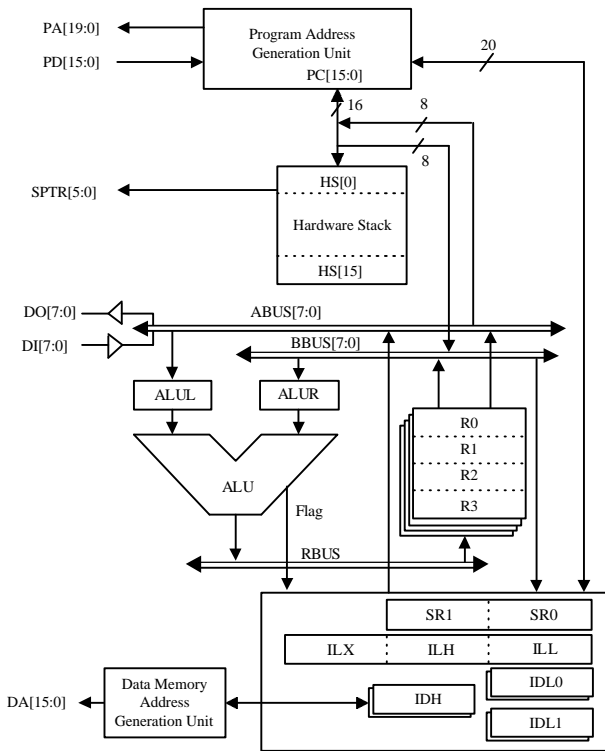 PA[19:0]
PD[15:0]
Program Address
Generation Unit
PC[15:0]
20
16
8
8
SPTR[5:0]
HS[0]
Hardware Stack
HS[15]
DO[7:0]
DI[7:0]
ABUS[7:0]
BBUS[7:0]
ALUL
ALUR
ALU
Flag
R0
R1
R2
R3
RBUS
SR1
SR0
ILX
ILH
ILL
IDL0
IDH
IDL1
DA[15:0]
Data Memory
Address
Generation Unit